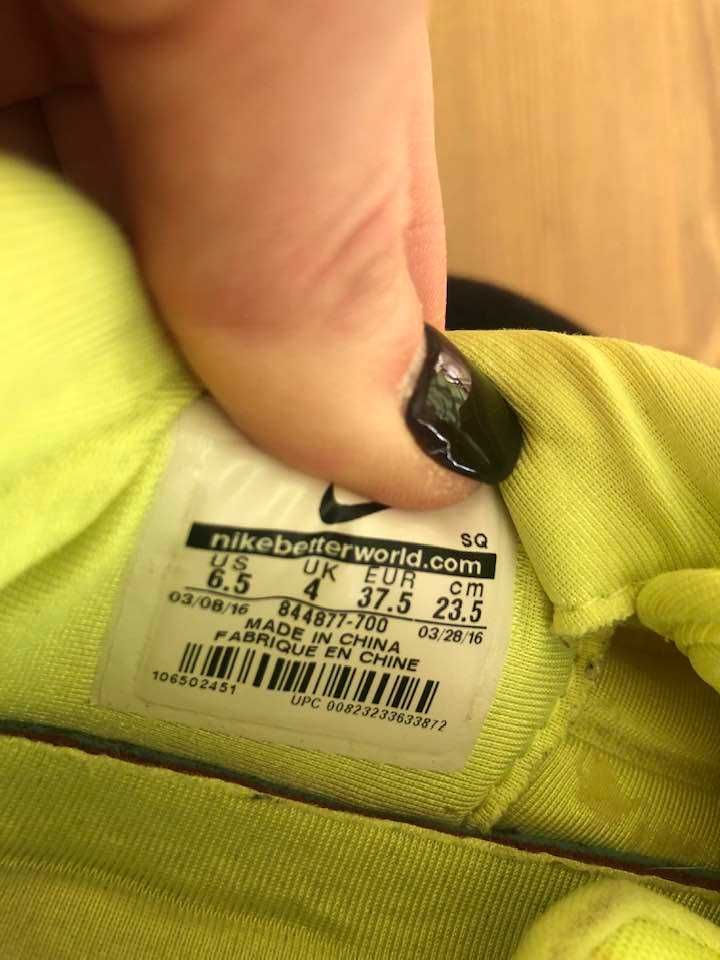 SQ
nikebetterworld.com
US UK EUR cm
6.5 4 37.5 23.5
03/08/16 844877-700 03/28/16
MADE IN CHINA
FABRIQUE EN CHINE
106502451
UPC 00823233633872